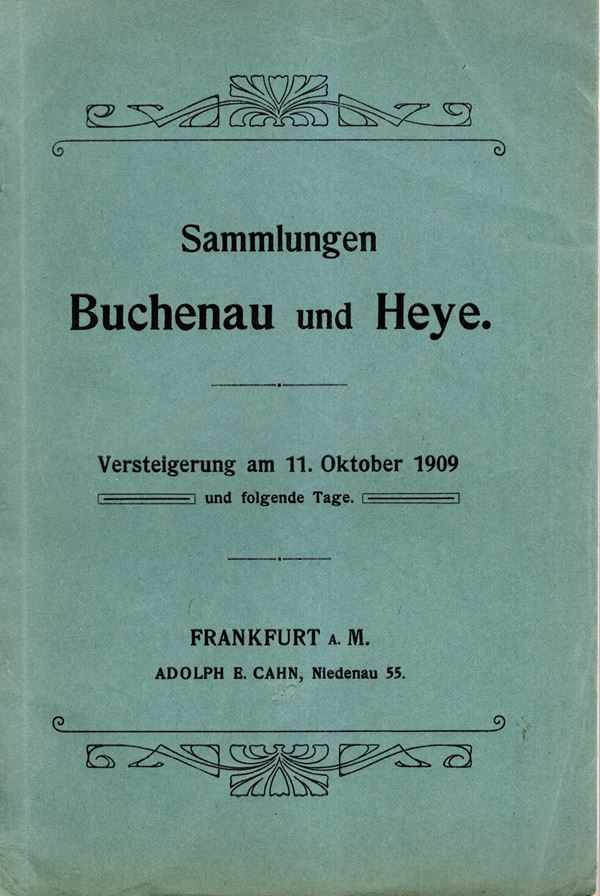 Sammlungen
Buchenau und Heye.
Versteigerung am 11. Oktober 1909
und folgende Tage.
FRANKFURT A. M.
ADOLPH E. CAHN, Niedenau 55.